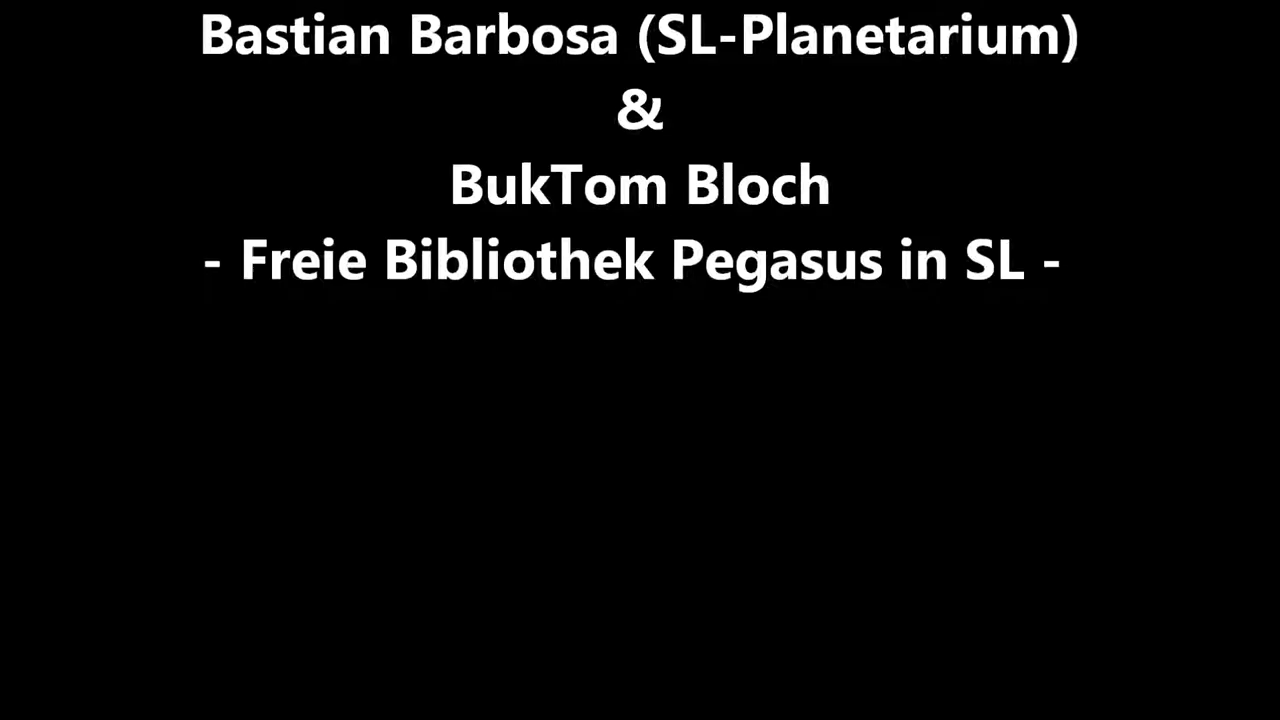 Bastian Barbosa (SL-Planetarium)
&
BukTom Bloch
- Freie Bibliothek Pegasus in SL -